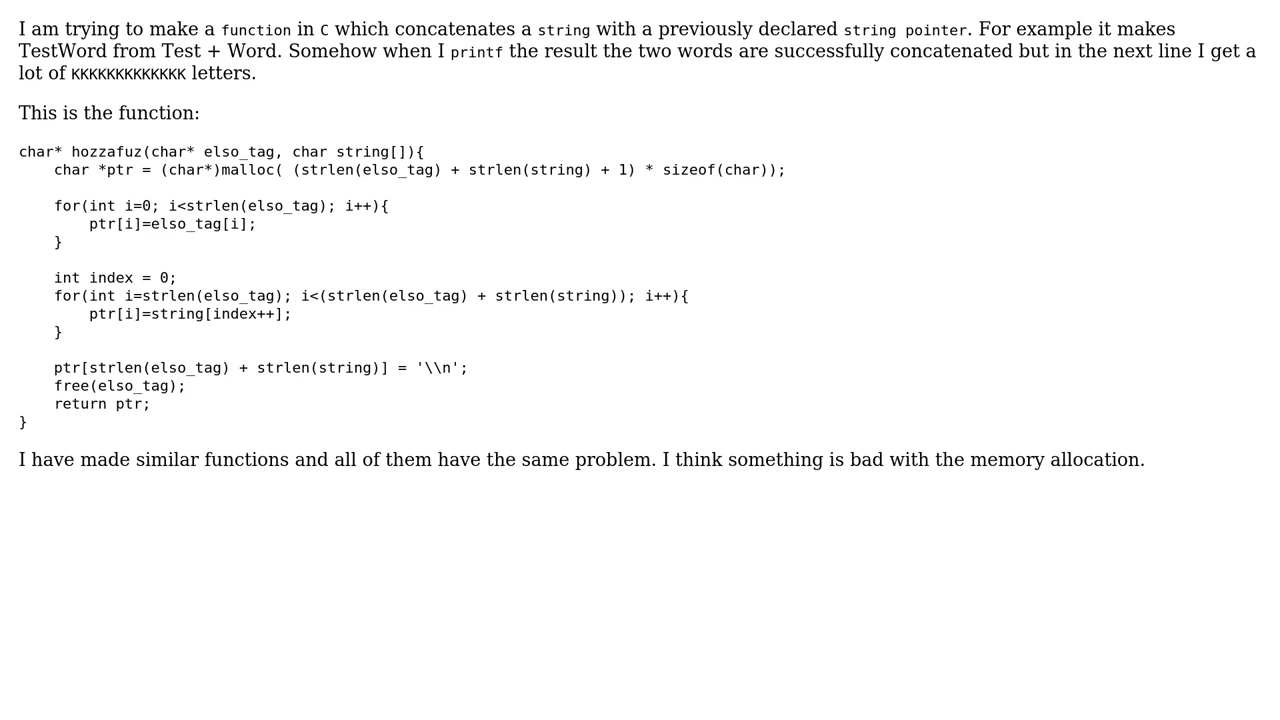 I am trying to make a function in C which concatenates a string with a previously declared string pointer. For example it makes
TestWord from Test + Word. Somehow when I printf the result the two words are successfully concatenated but in the next line I get a
lot of KKKKKKKKKKKKK letters.
This is the function:
char* hozzafuz(char* elso_tag, char string[]){
    char *ptr = (char*)malloc( (strlen(elso_tag) + strlen(string) + 1) * sizeof(char));
    for(int i=0; i<strlen(elso_tag); i++){
        ptr[i]=elso_tag[i];
    }
    int index = 0;
    for(int i=strlen(elso_tag); i<(strlen(elso_tag) + strlen(string)); i++){
        ptr[i]=string[index++];
    }
    ptr[strlen(elso_tag) + strlen(string)] = '\\n';
    free(elso_tag);
    return ptr;
}
I have made similar functions and all of them have the same problem. I think something is bad with the memory allocation.